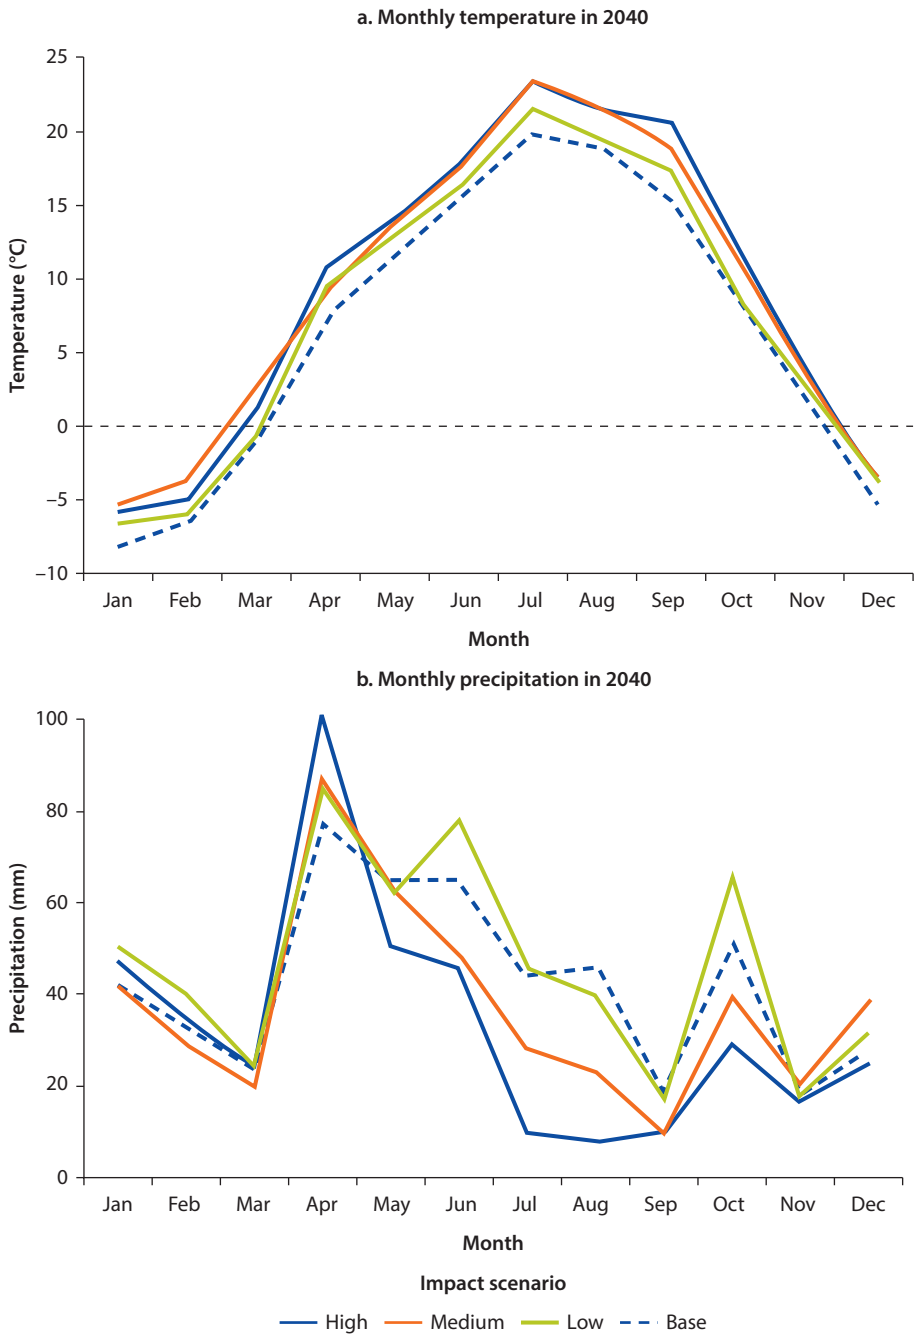 a. Monthly temperature in 2040
25
20
15
10
5
0
–5
–10
Temperature (°C)
Jan Feb Mar Apr May Jun Jul Aug Sep Oct Nov Dec
Month
b. Monthly precipitation in 2040
100
80
60
40
20
0
Precipitation (mm)
Jan Feb Mar Apr May Jun Jul Aug Sep Oct Nov Dec
Month
Impact scenario
High Medium Low Base